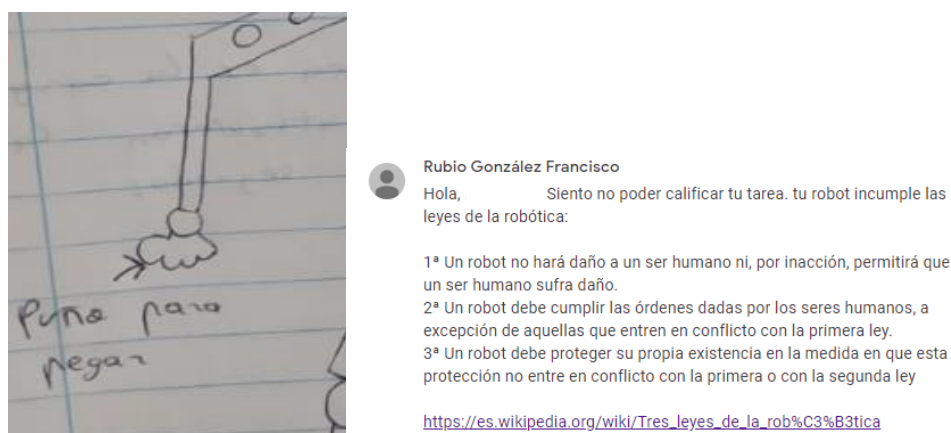 Puño para
pegar
Rubio González Francisco
Hola, Siento no poder calificar tu tarea. tu robot incumple las
leyes de la robótica:
1ª Un robot no hará daño a un ser humano ni, por inacción, permitirá que
un ser humano sufra daño.
2ª Un robot debe cumplir las órdenes dadas por los seres humanos, a
excepción de aquellas que entren en conflicto con la primera ley.
3ª Un robot debe proteger su propia existencia en la medida en que esta
protección no entre en conflicto con la primera o con la segunda ley
https://es.wikipedia.org/wiki/Tres_leyes_de_la_rob%C3%B3tica